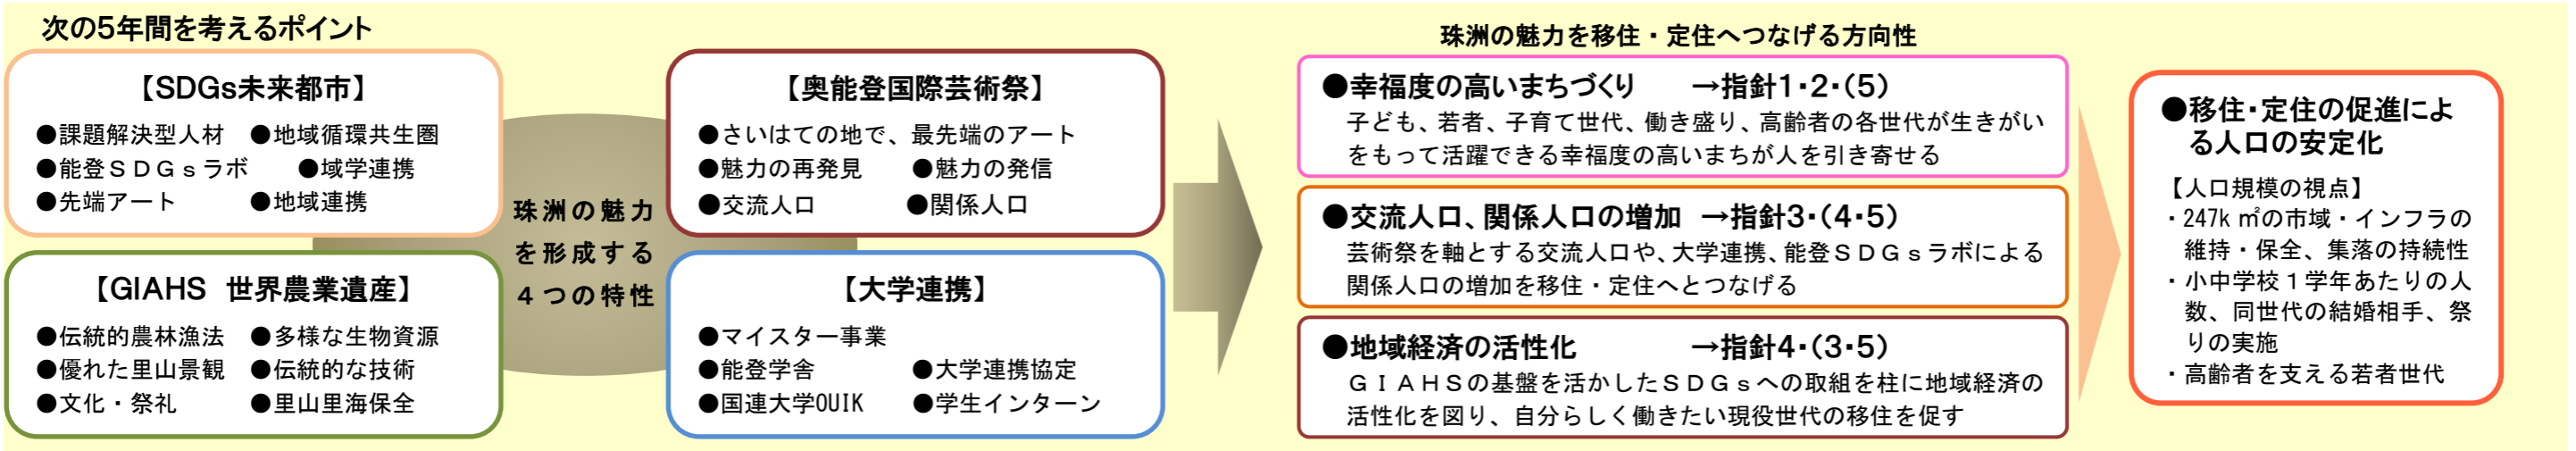 次の5年間を考えるポイント
【SDGs未来都市】
●課題解決型人材　●地域循環共生圏
●能登ＳＤＧｓラボ　●域学連携
●先端アート　●地域連携
【奥能登国際芸術祭】
●さいはての地で、最先端のアート
●魅力の再発見　●魅力の発信
●交流人口　●関係人口
珠洲の魅力
を形成する
４つの特性
【GIAHS　世界農業遺産】
●伝統的農林漁法　●多様な生物資源
●優れた里山景観　●伝統的な技術
●文化・祭礼　●里山里海保全
【大学連携】
●マイスター事業
●能登学舎　●大学連携協定
●国連大学OUIK　●学生インターン
珠洲の魅力を移住・定住へつなげる方向性
●幸福度の高いまちづくり　→指針1・2・(5)
子ども、若者、子育て世代、働き盛り、高齢者の各世代が生きがい
をもって活躍できる幸福度の高いまちが人を引き寄せる
●交流人口、関係人口の増加　→指針3・(4・5)
芸術祭を軸とする交流人口や、大学連携、能登ＳＤＧｓラボによる
関係人口の増加を移住・定住へとつなげる
●地域経済の活性化　→指針4・(3・5)
ＧＩＡＨＳの基盤を活かしたＳＤＧｓへの取組を柱に地域経済の
活性化を図り、自分らしく働きたい現役世代の移住を促す
●移住・定住の促進によ
る人口の安定化
【人口規模の視点】
・247k㎡の市域・インフラの
維持・保全、集落の持続性
・小中学校１学年あたりの人
数、同世代の結婚相手、祭
りの実施
・高齢者を支える若者世代